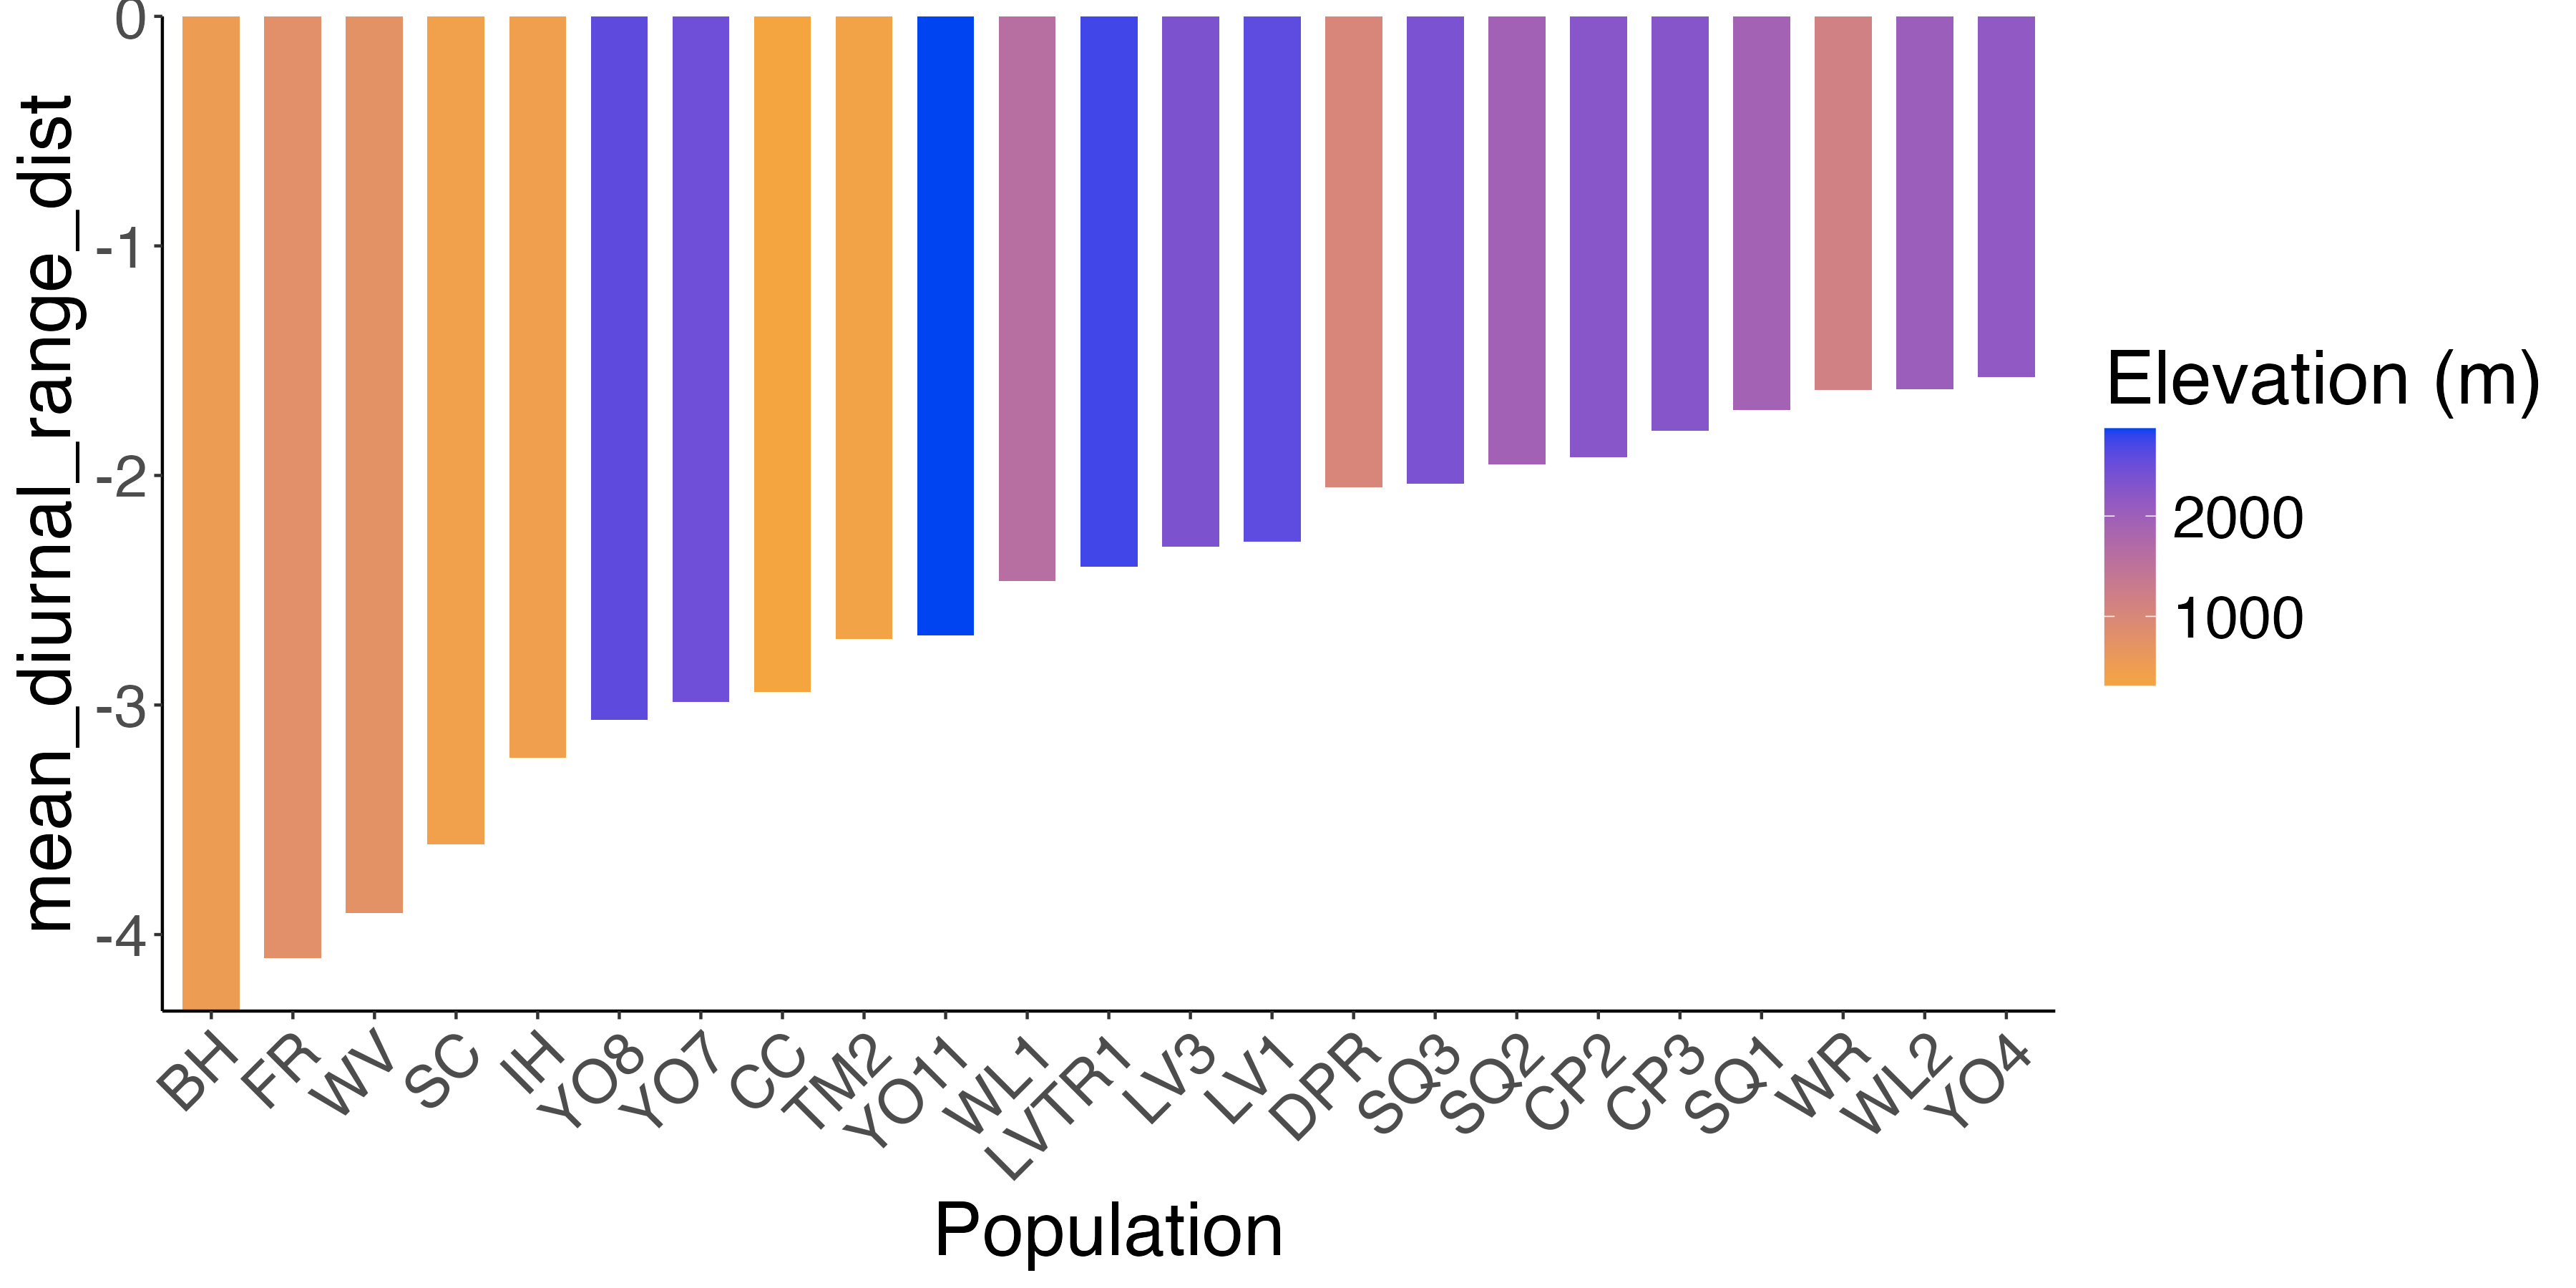 mean_diurnal_range_dist
0
-1
-2
-3
-4
BH
FR
WV
SC
IH
YO8
YO7
CC
TM2
YO11
WL1
LVTR1
LV3
LV1
DPR
SQ3
SQ2
CP2
CP3
SQ1
WR
WL2
YO4
Population
Elevation (m)
2000
1000